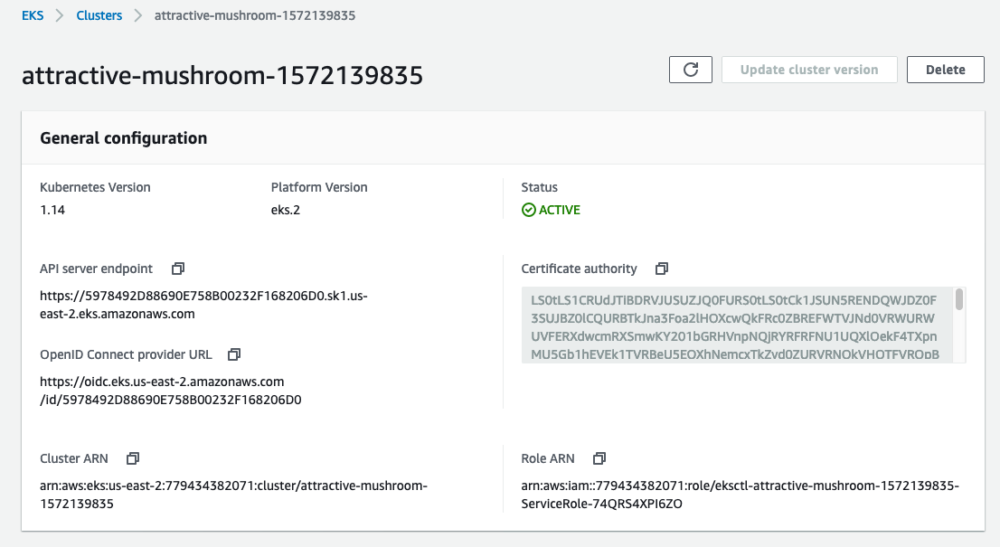 EKS > Clusters > attractive-mushroom-1572139835
attractive-mushroom-1572139835
Update cluster version
Delete
General configuration
Kubernetes Version
1.14
Platform Version
eks.2
Status
ACTIVE
API server endpoint
https://5978492D88690E758B00232F168206D0.sk1.us-
east-2.eks.amazonaws.com
OpenID Connect provider URL
https://oidc.eks.us-east-2.amazonaws.com
/id/5978492D88690E758B00232F168206D0
Certificate authority
LS0tLS1CRUdJTiBDRVJUSUZJQ0FURS0tLS0tCk1JSUN5RENDQWJDZ0F
3SUJBZ0lCQURBTkJna3Foa2lHOXcwQkFRc0ZBREFWTVJNd0VRWURW
UVFERXdwcmRXSmwKY201bGRHVnpNQjRYRFRFNU1UQXlOekF4TXpn
MU5Gb1hEVEk1TVRBeU5EOXhNemcxTkZvd0ZURVRNOkVHOTFVROpB
Cluster ARN
arn:aws:eks:us-east-2:779434382071:cluster/attractive-mushroom-
1572139835
Role ARN
arn:aws:iam::779434382071:role/eksctl-attractive-mushroom-1572139835-
ServiceRole-74QRS4XPI6ZO